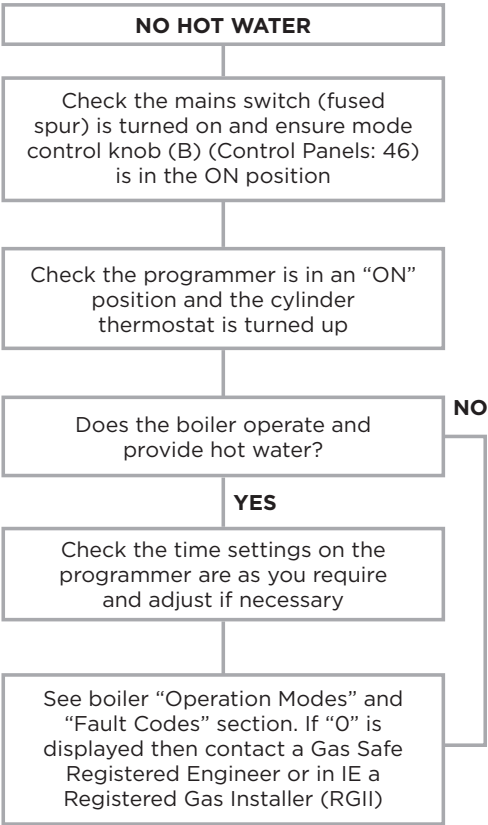 NO HOT WATER
Check the mains switch (fused
spur) is turned on and ensure mode
control knob (B) (Control Panels: 46)
is in the ON position
Check the programmer is in an “ON”
position and the cylinder
thermostat is turned up
Does the boiler operate and
provide hot water?
NO
YES
Check the time settings on the
programmer are as you require
and adjust if necessary
See boiler “Operation Modes” and
“Fault Codes” section. If “0” is
displayed then contact a Gas Safe
Registered Engineer or in IE a
Registered Gas Installer (RGII)